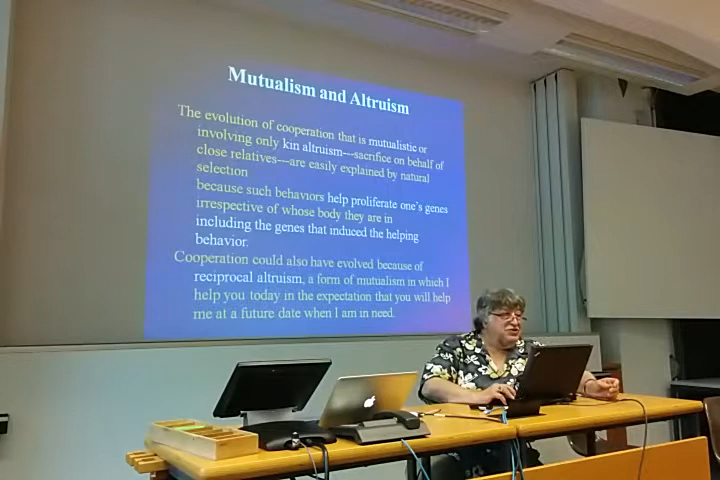 Mutualism and Altruism
The evolution of cooperation that is mutualistic or
involving only kin altruism—sacrifice on behalf of
close relatives—are easily explained by natural
selection
because such behaviors help proliferate one's genes
irrespective of whose body they are in
including the genes that induced the helping
behavior.
Cooperation could also have evolved because of
reciprocal altruism, a form of mutualism in which I
help you today in the expectation that you will help
me at a future date when I am in need.